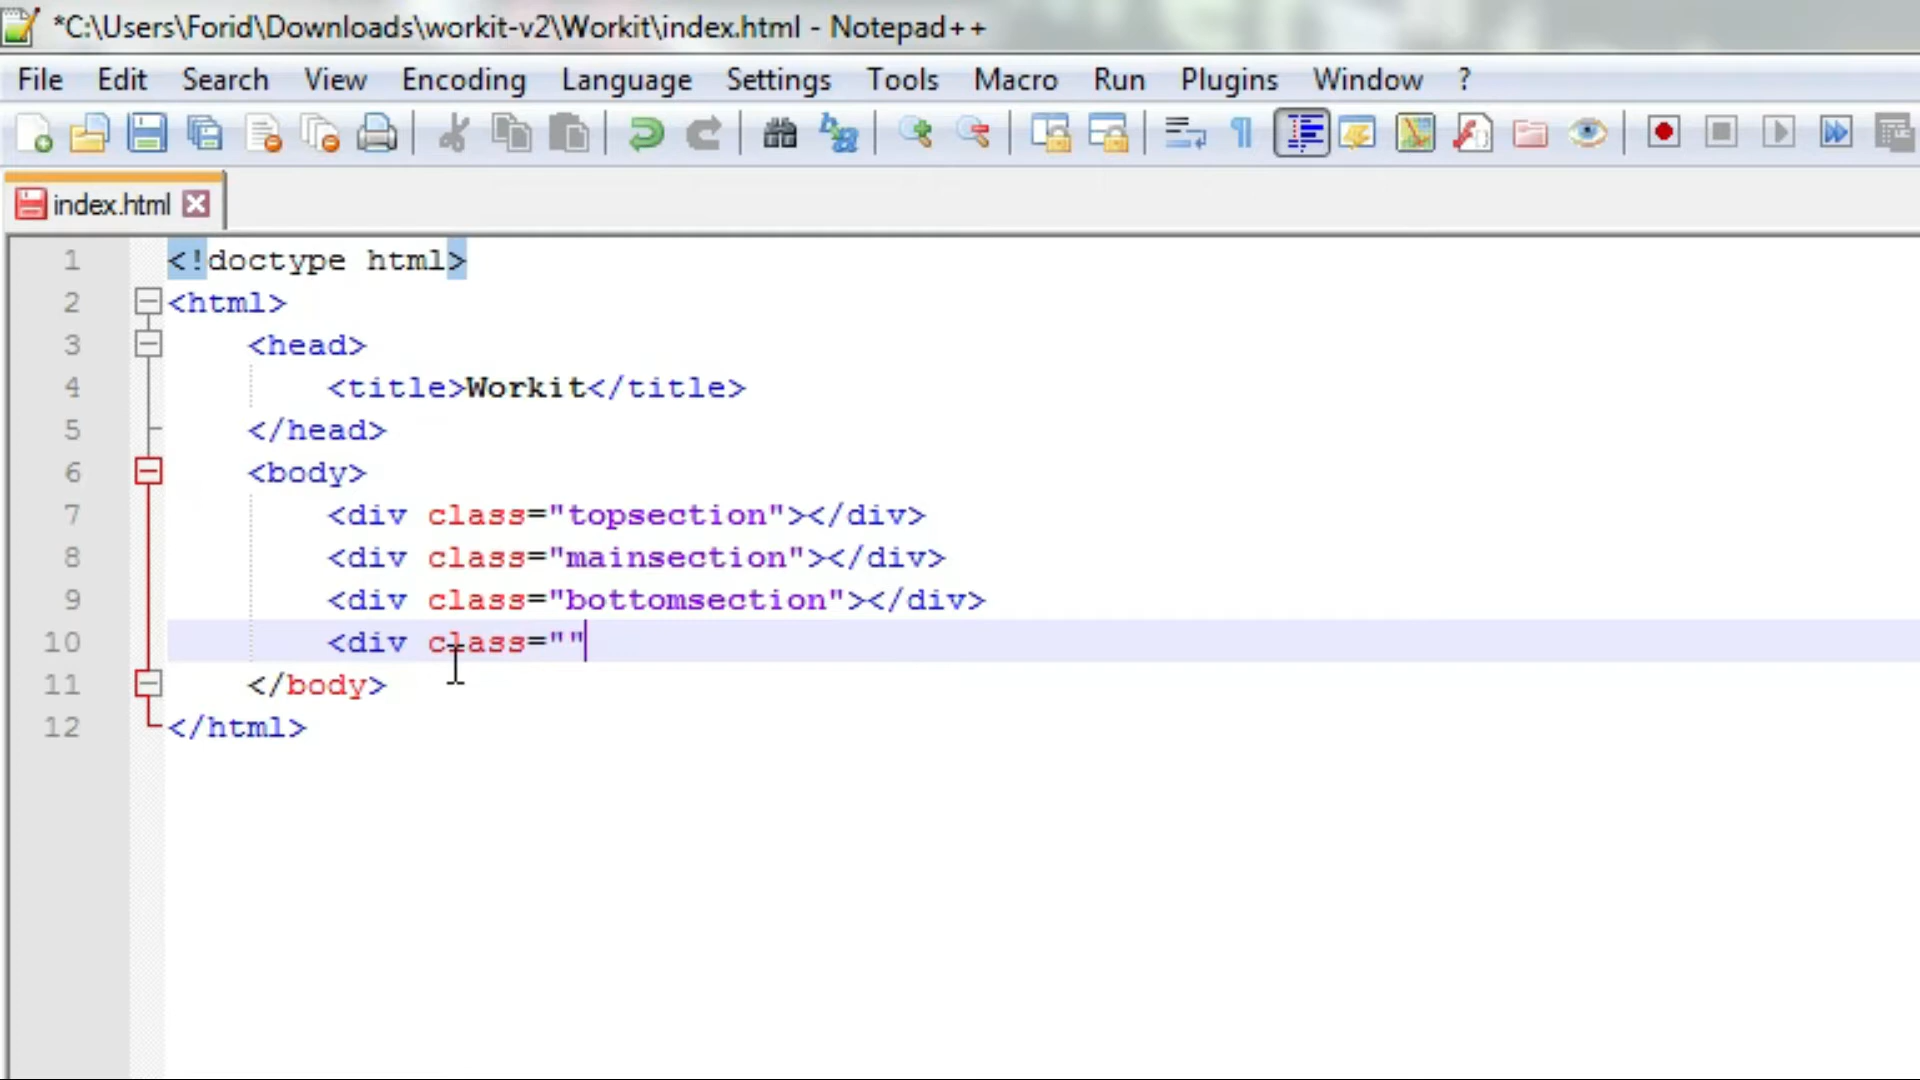 *C:\Users\Forid\Downloads\workit-v2\Workit\index.html - Notepad++
File Edit Search View Encoding Language Settings Tools Macro Run Plugins Window ?
index.html
1 <!doctype html>
2 <html>
3 <head>
4 <title>Workit</title>
5 </head>
6 <body>
7 <div class="topsection"></div>
8 <div class="mainsection"></div>
9 <div class="bottomsection"></div>
10 <div class=""
11 </body>
12 </html>